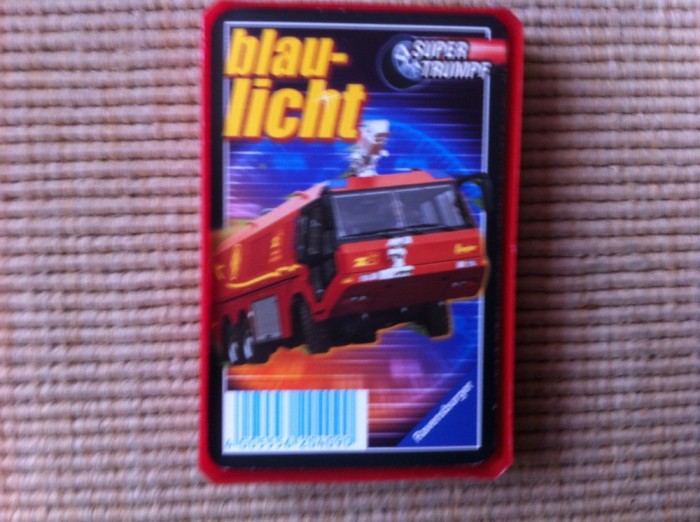 blau-
licht
SUPER
TRUMPF
Ravensburger